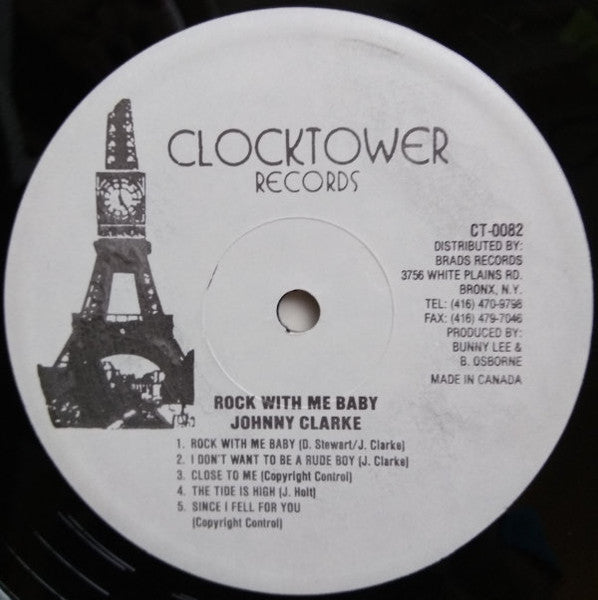 CLOCKTOWER
RECORDS
CT-0082
DISTRIBUTED BY:
BRADS RECORDS
3756 WHITE PLAINS RD.
BRONX, N.Y.
TEL: (416) 470-9798
FAX: (416) 479-7046
PRODUCED BY:
BUNNY LEE &
B. OSBORNE
MADE IN CANADA
ROCK WITH ME BABY
JOHNNY CLARKE
1. ROCK WITH ME BABY (D. Stewart/J. Clarke)
2. I DON'T WANT TO BE A RUDE BOY (J. Clarke)
3. CLOSE TO ME (Copyright Control)
4. THE TIDE IS HIGH (J. Holt)
5. SINCE I FELL FOR YOU
(Copyright Control)